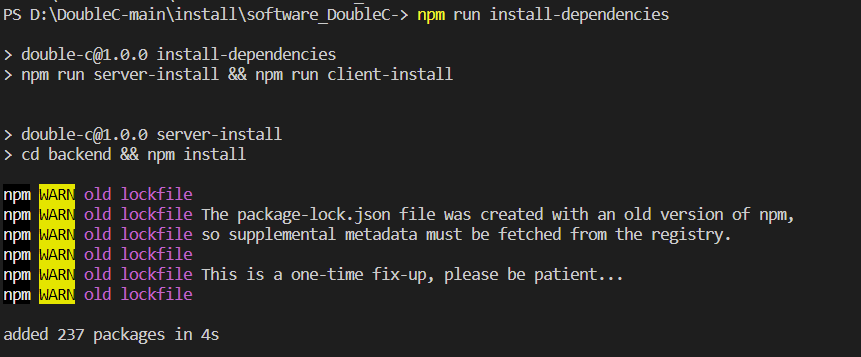 PS D:\DoubleC-main\install\software_DoubleC-> npm run install-dependencies
> double-c@1.0.0 install-dependencies
> npm run server-install && npm run client-install
> double-c@1.0.0 server-install
> cd backend && npm install
npm WARN old lockfile
npm WARN old lockfile The package-lock.json file was created with an old version of npm,
npm WARN old lockfile so supplemental metadata must be fetched from the registry.
npm WARN old lockfile
npm WARN old lockfile This is a one-time fix-up, please be patient...
npm WARN old lockfile
added 237 packages in 4s